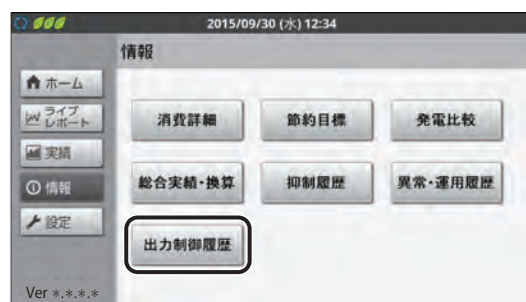 2015/09/30 (水) 12:34
情報
ホーム
ライブ
レポート
実績
情報
設定
消費詳細 節約目標 発電比較
総合実績・換算 抑制履歴 異常・運用履歴
出力制御履歴
Ver *.*.*.*